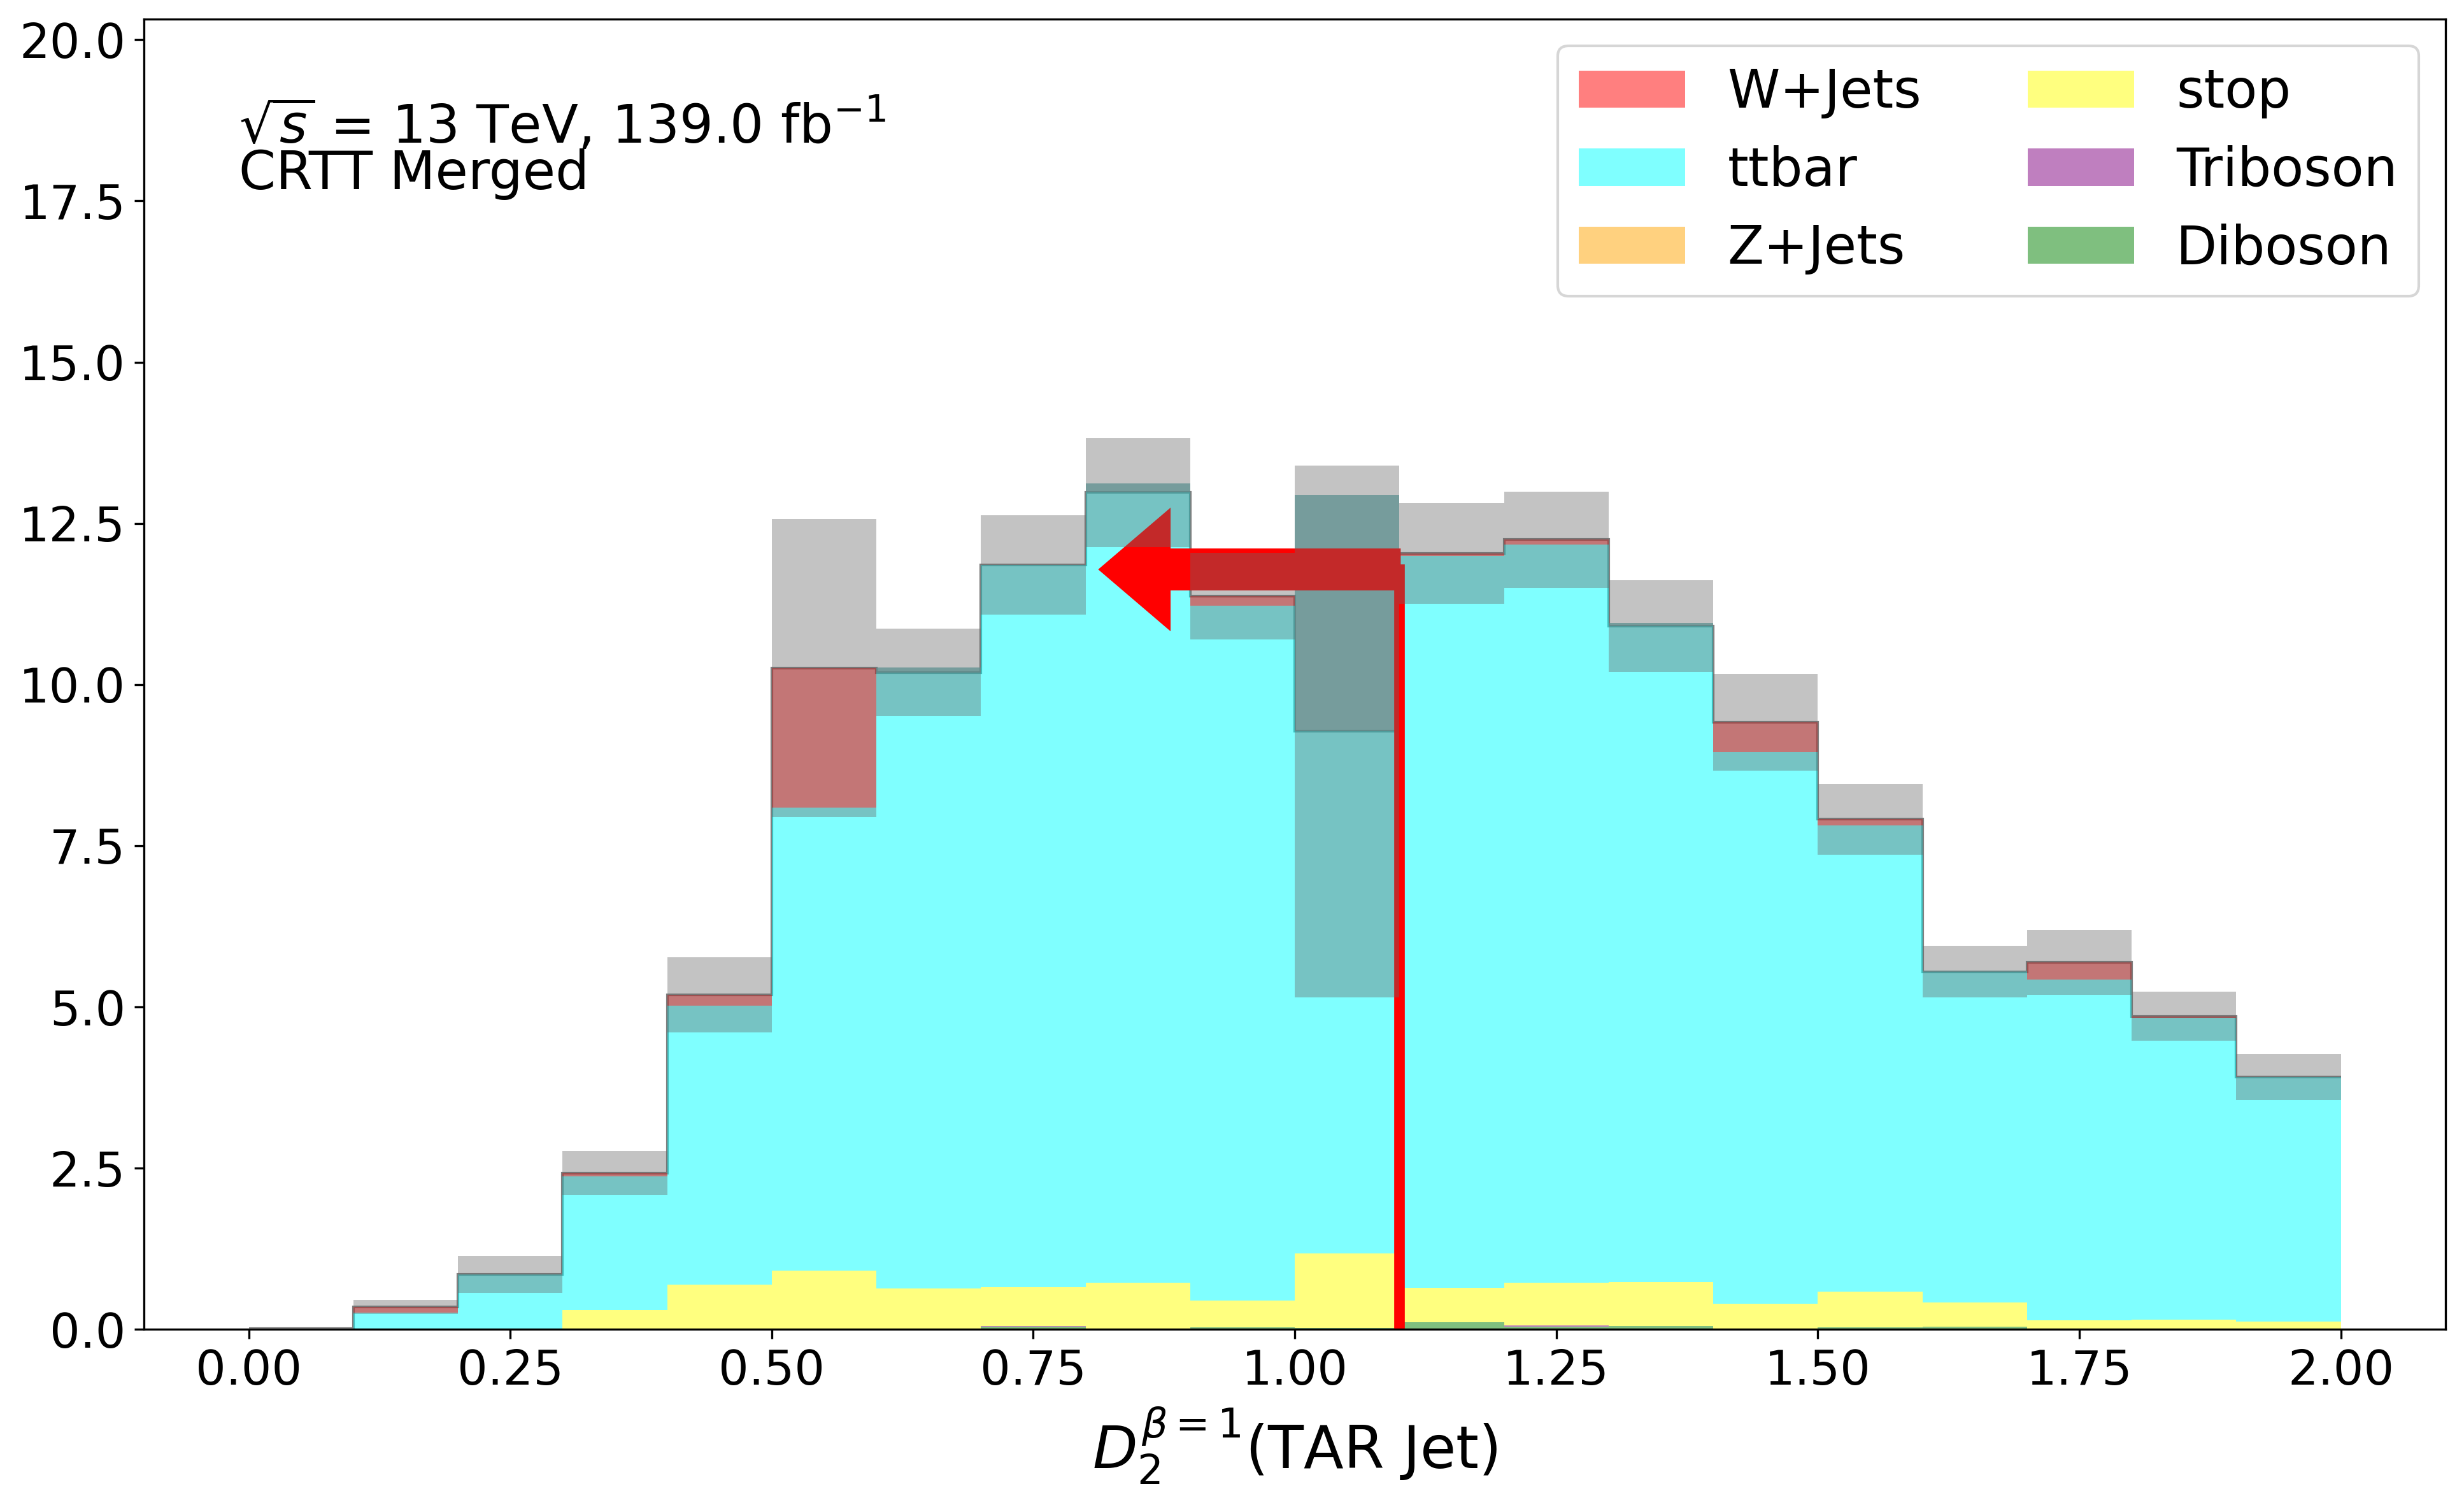 20.0
17.5
15.0
12.5
10.0
7.5
5.0
2.5
0.0
√s = 13 TeV, 139.0 fb⁻¹
CRTT Merged
W+Jets
ttbar
Z+Jets
stop
Triboson
Diboson
0.00 0.25 0.50 0.75 1.00 1.25 1.50 1.75 2.00
D₂^{β=1}(TAR Jet)